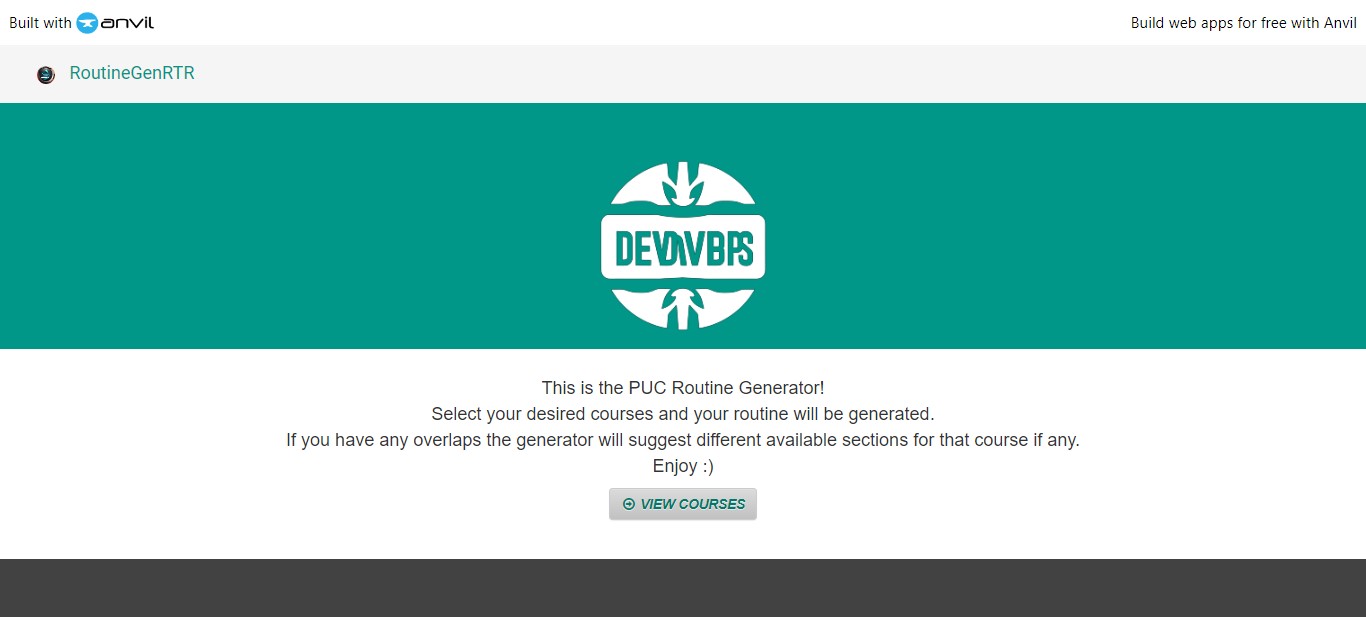 Built with anvil
Build web apps for free with Anvil
RoutineGenRTR
This is the PUC Routine Generator!
Select your desired courses and your routine will be generated.
If you have any overlaps the generator will suggest different available sections for that course if any.
Enjoy :)
VIEW COURSES